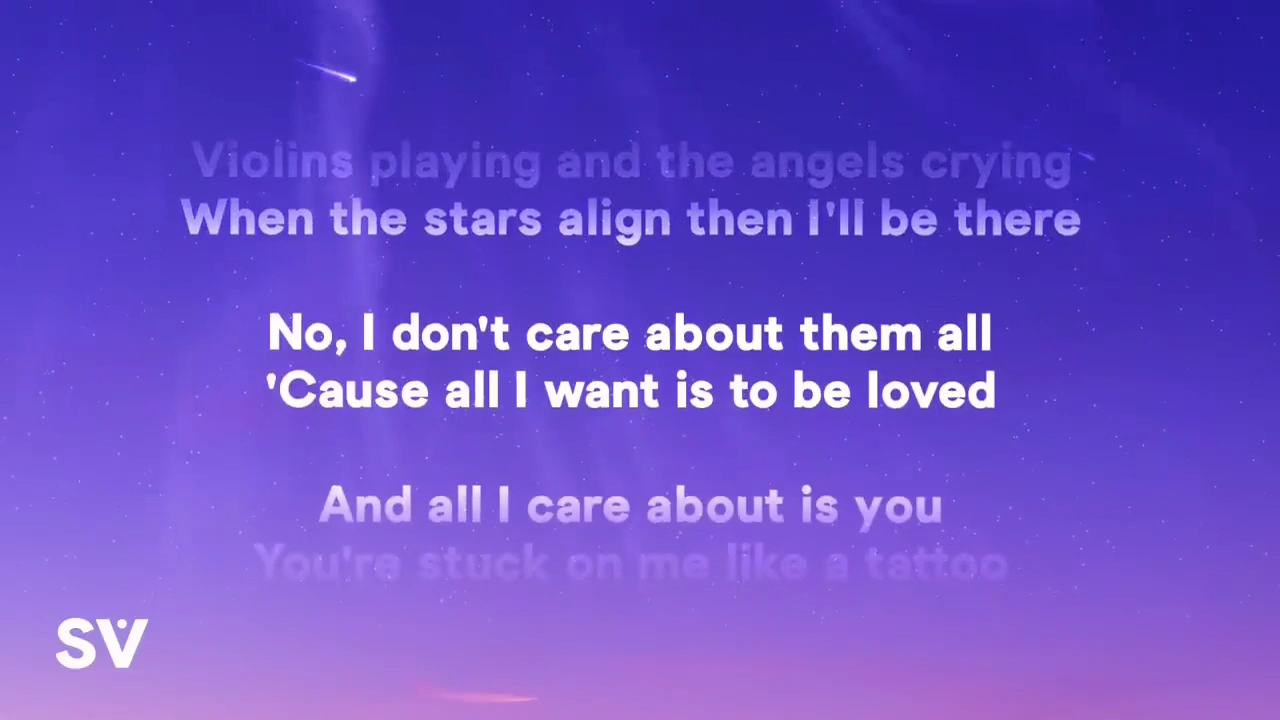 Violins playing and the angels crying
When the stars align then I'll be there
No, I don't care about them all
'Cause all I want is to be loved
And all I care about is you
You're stuck on me like a tattoo
SV